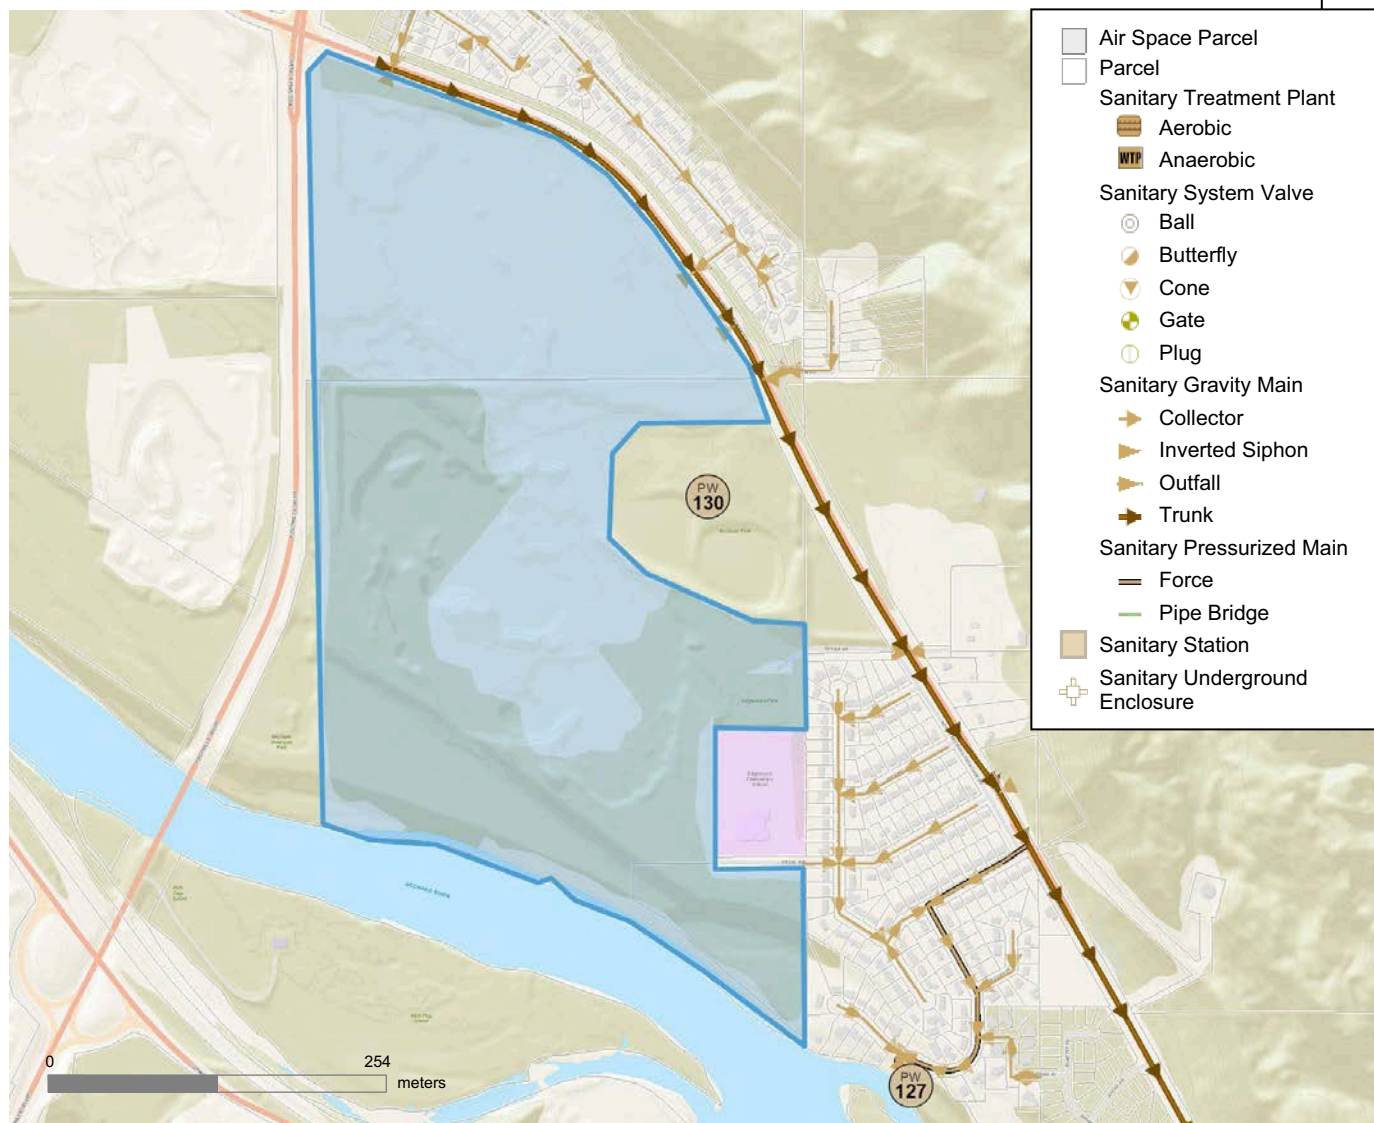 Air Space Parcel
Parcel
Sanitary Treatment Plant
Aerobic
WTP
Anaerobic
Sanitary System Valve
Ball
Butterfly
Cone
Gate
Plug
Sanitary Gravity Main
Collector
Inverted Siphon
Outfall
Trunk
Sanitary Pressurized Main
Force
Pipe Bridge
Sanitary Station
Sanitary Underground
Enclosure
PW
130
PW
127
0
254
meters